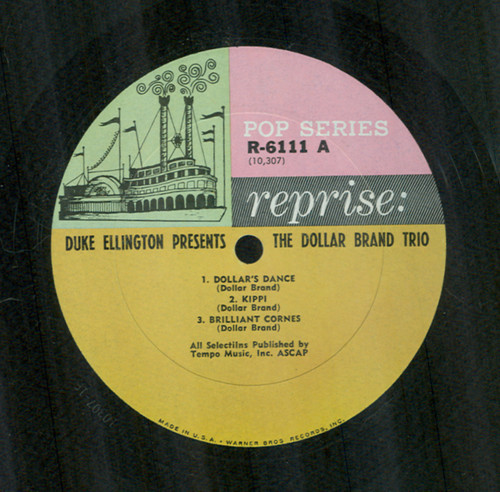 POP SERIES
R-6111 A
(10,307)
reprise:
DUKE ELLINGTON PRESENTS THE DOLLAR BRAND TRIO
1. DOLLAR'S DANCE
(Dollar Brand)
2. KIPPI
(Dollar Brand)
3. BRILLIANT CORNES
(Dollar Brand)
All Selectilns Published by
Tempo Music, Inc. ASCAP
MADE IN U.S.A. • WARNER BROS. RECORDS, INC.